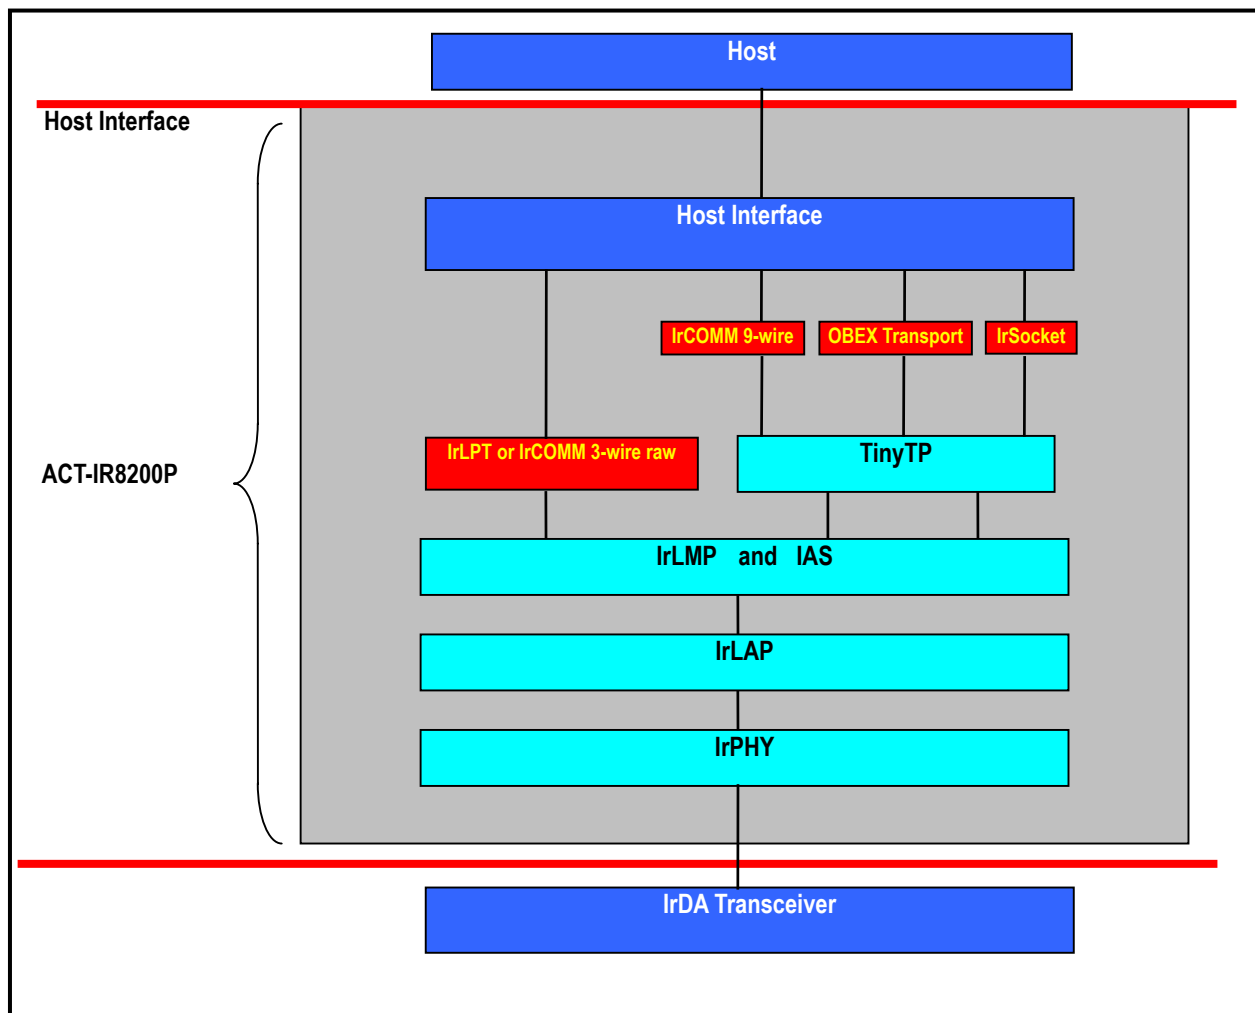 Host
Host Interface
Host Interface
IrCOMM 9-wire
OBEX Transport
IrSocket
IrLPT or IrCOMM 3-wire raw
TinyTP
ACT-IR8200P
IrLMP and IAS
IrLAP
IrPHY
IrDA Transceiver